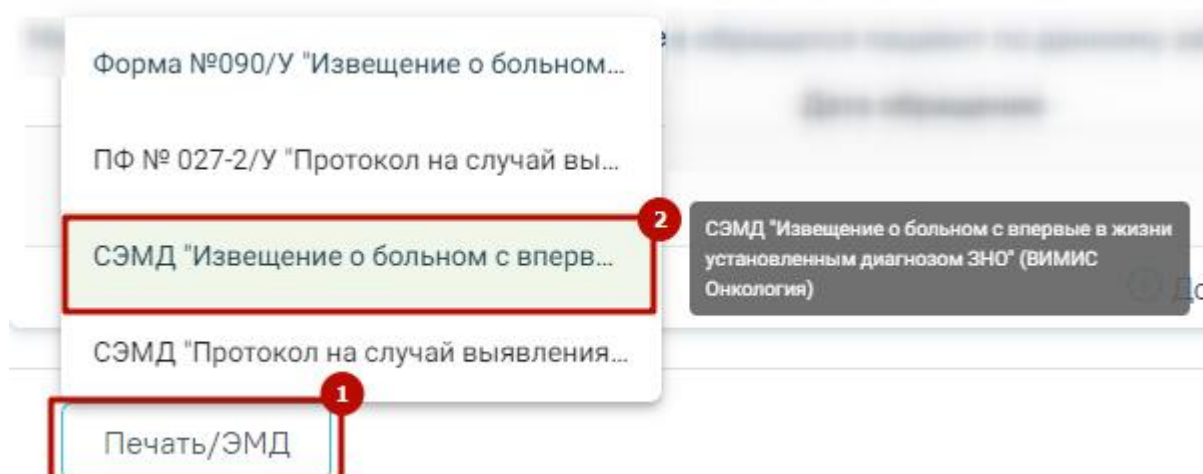 Форма №090/У "Извещение о больном...
ПФ № 027-2/У "Протокол на случай вы...
2
СЭМД "Извещение о больном с вперв...
СЭМД "Извещение о больном с впервые в жизни
установленным диагнозом ЗНО" (ВИМИС
Онкология)
СЭМД "Протокол на случай выявления...
1
Печать/ЭМД